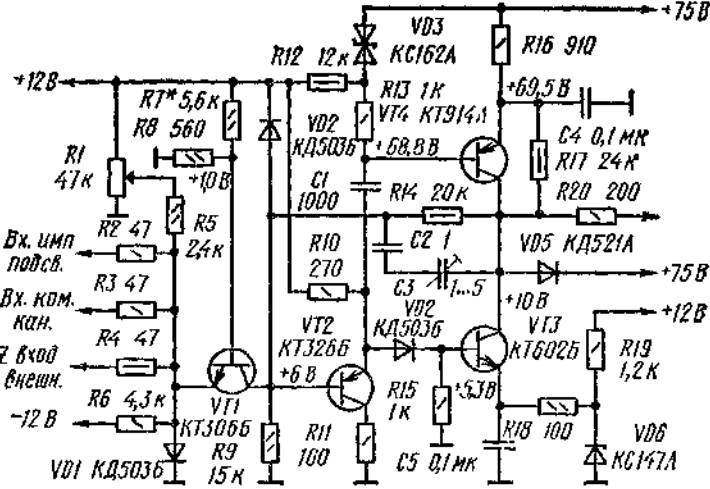 +75В
VD3
КС162А
R16 910
R12 12к
+12В
R7* 5,6к
R8 560
+1,0В
R13 1к
VT4 КТ914А
VD2
КД503Б
+68,8В
+69,5В
C4 0,1мк
R17 24к
R1
47к
C1
1000
R14 20к
R20 200
R2 47
R5
2,4к
Вх. имп
подсв.
R10
270
C2 1
C3 1...5
VD5 КД521А
+75В
R3 47
Вх. ком.
кан.
+10В
+12В
R4 47
Z вход
внешн.
VT2
КТ326Б
VD2
КД503Б
VT3
КТ602Б
R19
1,2к
+6В
R6 4,3к
-12В
VT1
КТ306Б
R15
1к
+5,3В
VD1 КД503Б
R9
15к
R11
100
C5 0,1мк
R18 100
VD6
КС147А